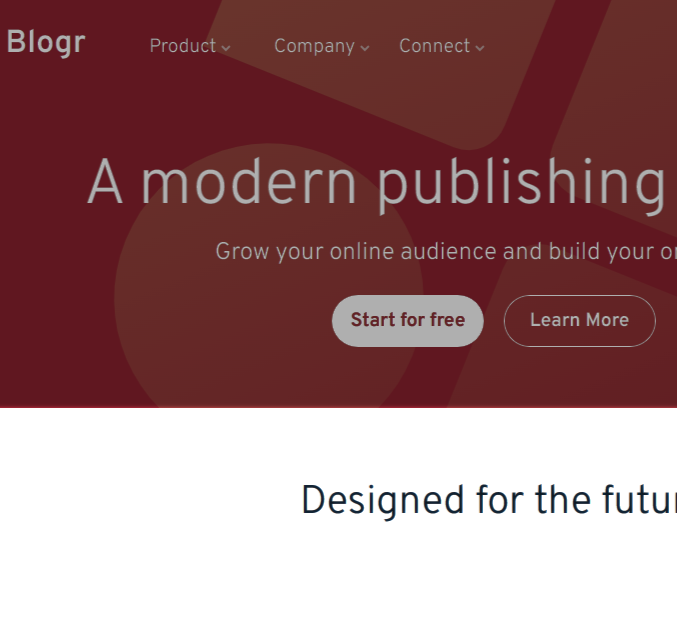 Blogr Product Company Connect
A modern publishing
Grow your online audience and build your
Start for free Learn More
Designed for the